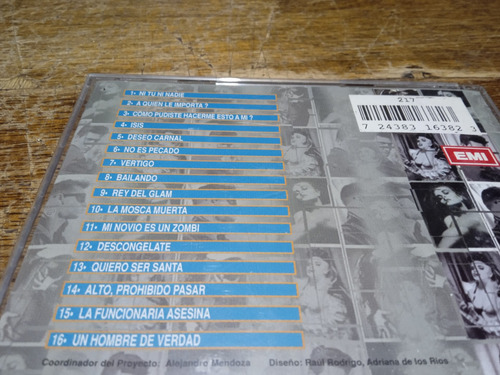 1• NI TU NI NADIE
2• A QUIEN LE IMPORTA ?
3• COMO PUDISTE HACERME ESTO A MI ?
4• ISIS
5• DESEO CARNAL
6• NO ES PECADO
7• VERTIGO
8• BAILANDO
9• REY DEL GLAM
10• LA MOSCA MUERTA
11• MI NOVIO ES UN ZOMBI
12• DESCONGELATE
13• QUIERO SER SANTA
14• ALTO, PROHIBIDO PASAR
15• LA FUNCIONARIA ASESINA
16• UN HOMBRE DE VERDAD
217
7 24383 16382 3
EMI
Coordinador del Proyecto: Alejandro Mendoza Diseño: Raúl Rodrigo, Adriana de los Rios